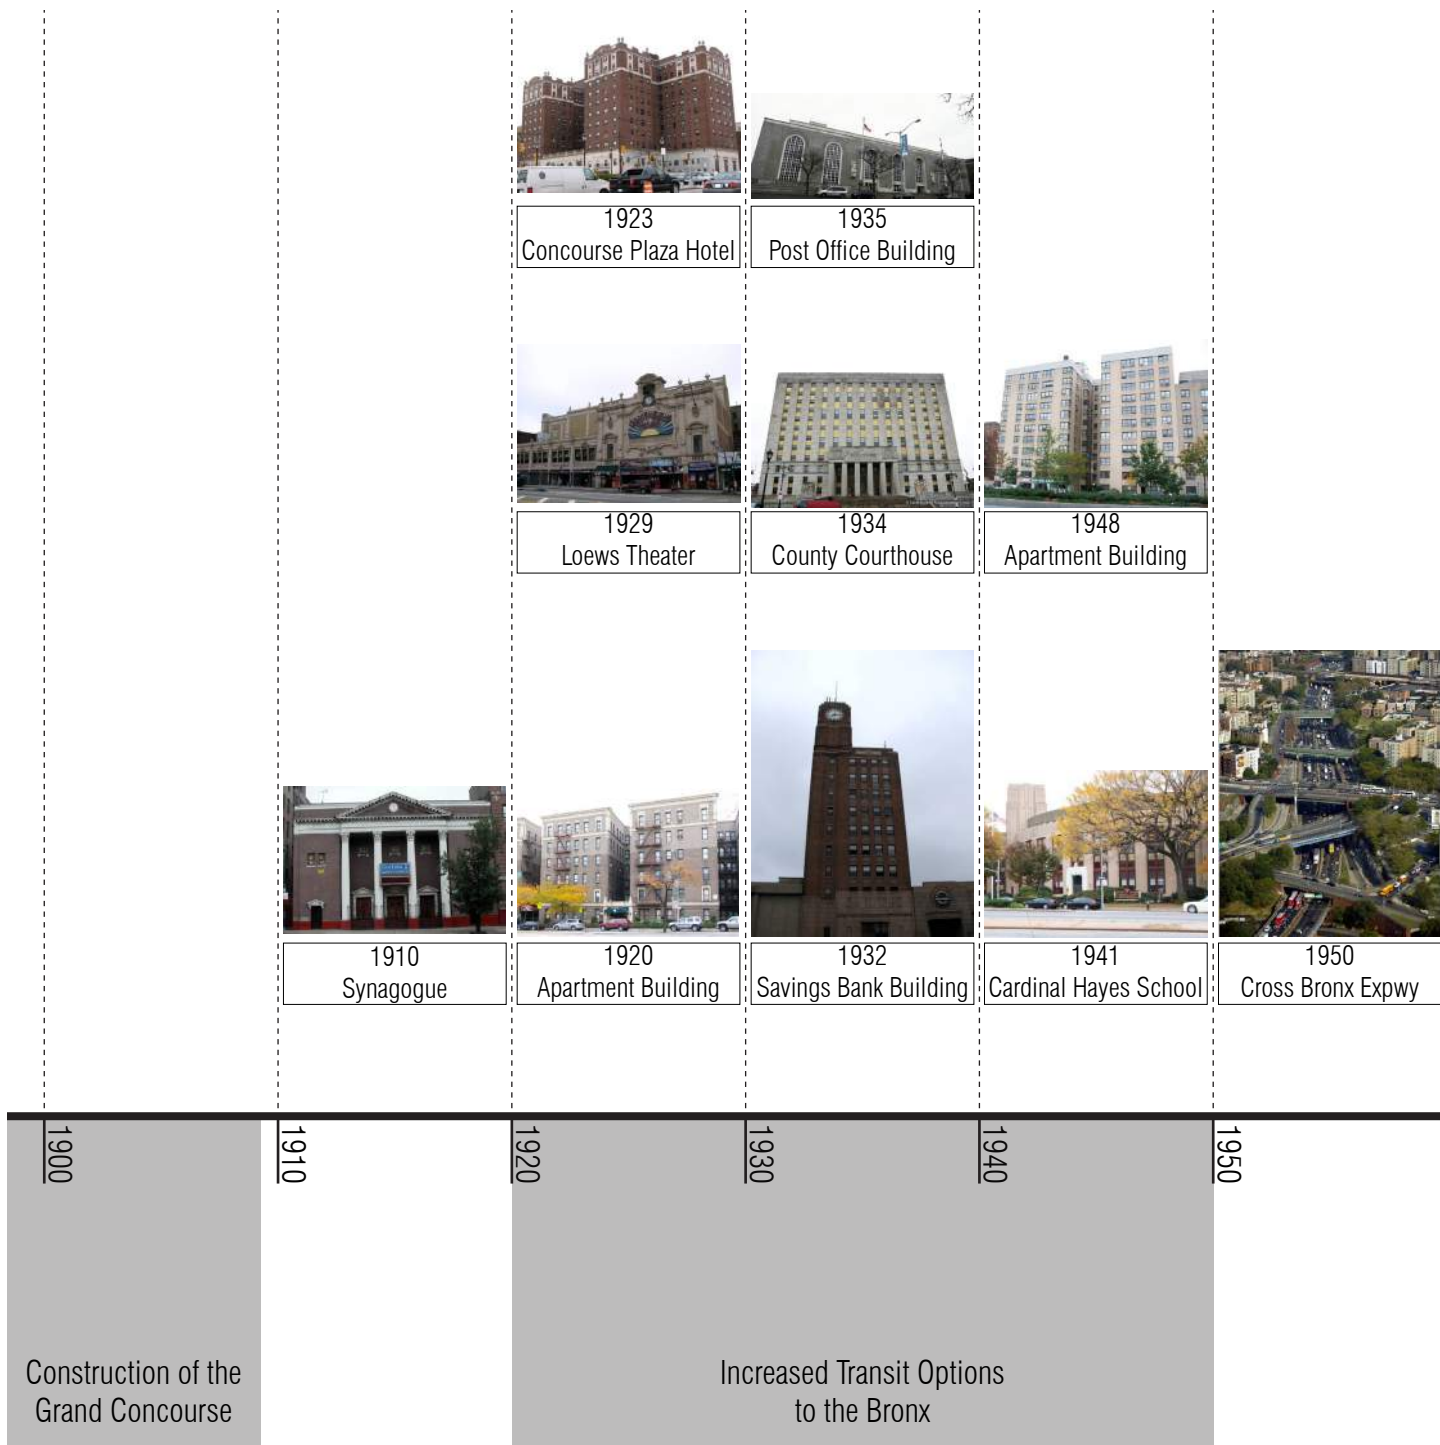 1923
Concourse Plaza Hotel
1935
Post Office Building
1929
Loews Theater
1934
County Courthouse
1948
Apartment Building
1910
Synagogue
1920
Apartment Building
1932
Savings Bank Building
1941
Cardinal Hayes School
1950
Cross Bronx Expwy
1900
1910
1920
1930
1940
1950
Construction of the
Grand Concourse
Increased Transit Options
to the Bronx